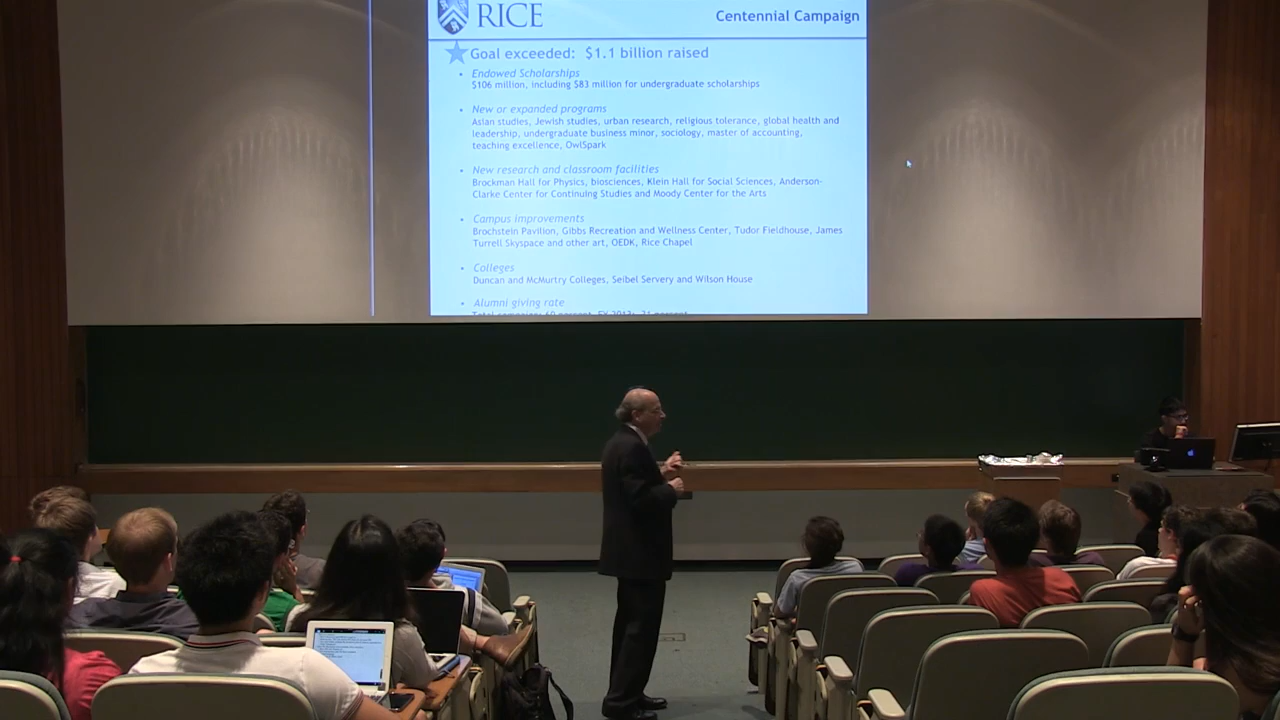 RICE
Centennial Campaign
Goal exceeded: $1.1 billion raised
• Endowed Scholarships
$106 million, including $83 million for undergraduate scholarships
• New or expanded programs
Asian studies, Jewish studies, urban research, religious tolerance, global health and
leadership, undergraduate business minor, sociology, master of accounting,
teaching excellence, OwlSpark
• New research and classroom facilities
Brockman Hall for Physics, biosciences, Klein Hall for Social Sciences, Anderson-
Clarke Center for Continuing Studies and Moody Center for the Arts
• Campus improvements
Brochstein Pavilion, Gibbs Recreation and Wellness Center, Tudor Fieldhouse, James
Turrell Skyspace and other art, OEDK, Rice Chapel
• Colleges
Duncan and McMurtry Colleges, Seibel Servery and Wilson House
• Alumni giving rate